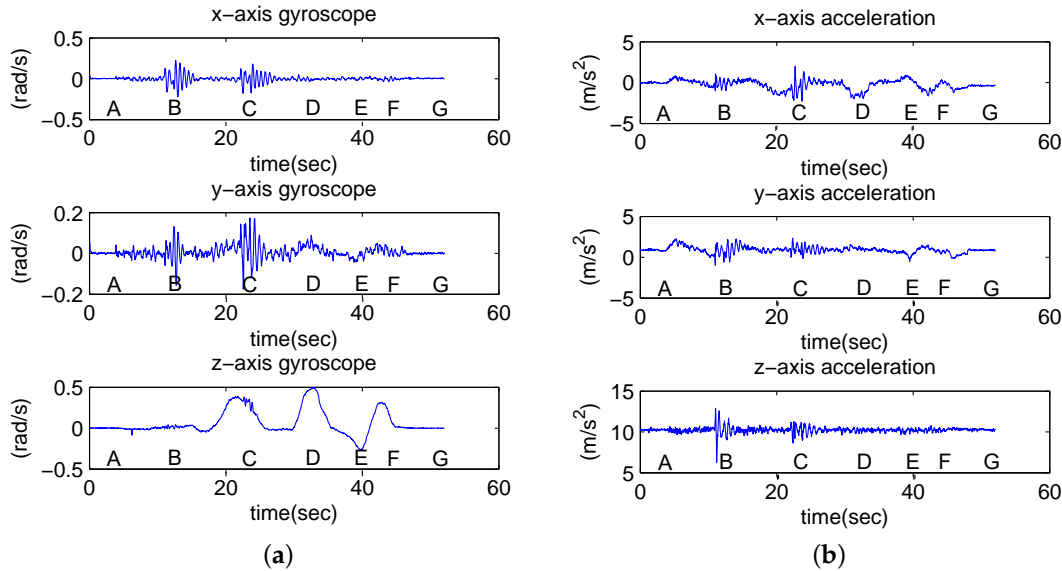 x−axis gyroscope
0.5
0
−0.5
(rad/s)
A B C D E F G
0 20 40 60
time(sec)
y−axis gyroscope
0.2
0
−0.2
(rad/s)
A B C D E F G
0 20 40 60
time(sec)
z−axis gyroscope
0.5
0
−0.5
(rad/s)
A B C D E F G
0 20 40 60
time(sec)
(a)
x−axis acceleration
5
0
−5
(m/s²)
A B C D E F G
0 20 40 60
time(sec)
y−axis acceleration
5
0
−5
(m/s²)
A B C D E F G
0 20 40 60
time(sec)
z−axis acceleration
15
10
5
(m/s²)
A B C D E F G
0 20 40 60
time(sec)
(b)